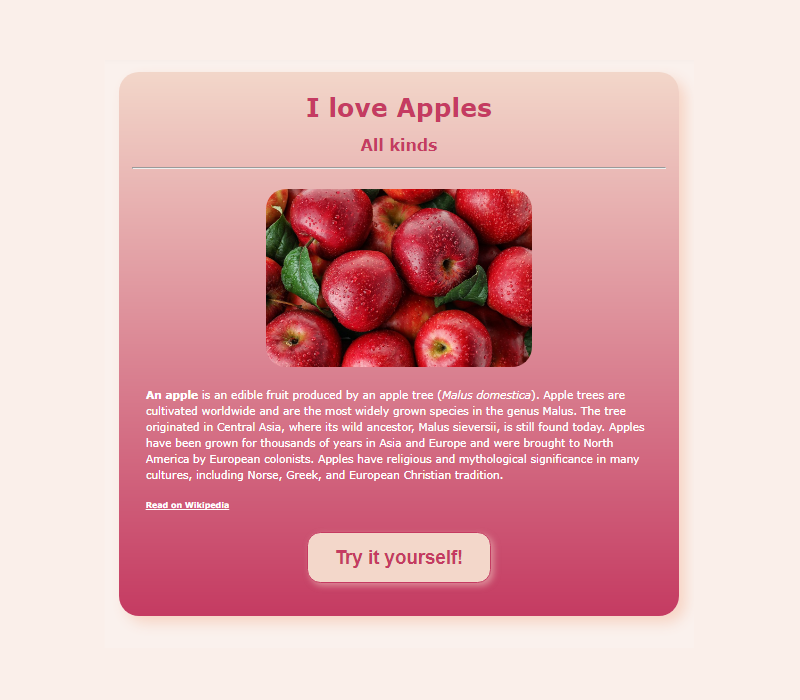 I love Apples
All kinds
An apple is an edible fruit produced by an apple tree (Malus domestica). Apple trees are
cultivated worldwide and are the most widely grown species in the genus Malus. The tree
originated in Central Asia, where its wild ancestor, Malus sieversii, is still found today. Apples
have been grown for thousands of years in Asia and Europe and were brought to North
America by European colonists. Apples have religious and mythological significance in many
cultures, including Norse, Greek, and European Christian tradition.
Read on Wikipedia
Try it yourself!